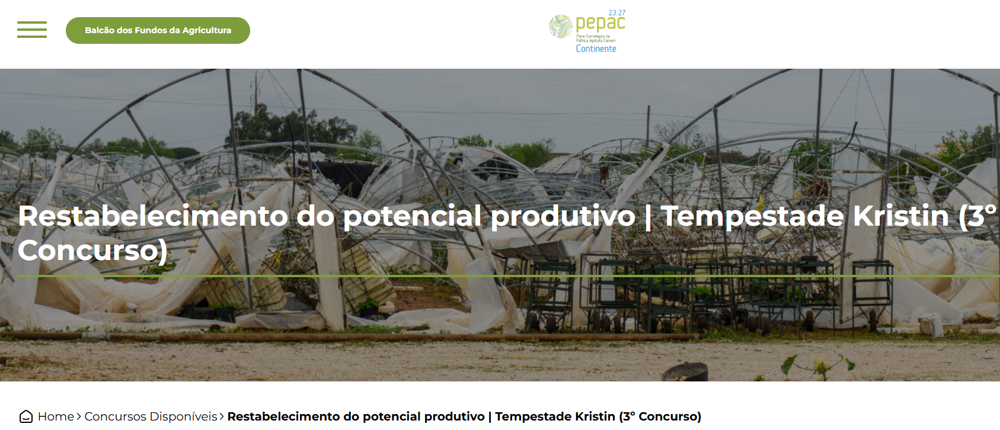 Balcão dos Fundos da Agricultura
23.27
pepac
Plano Estratégico da
Política Agrícola Comum
Continente
Restabelecimento do potencial produtivo | Tempestade Kristin (3º
Concurso)
Home > Concursos Disponíveis > Restabelecimento do potencial produtivo | Tempestade Kristin (3º Concurso)